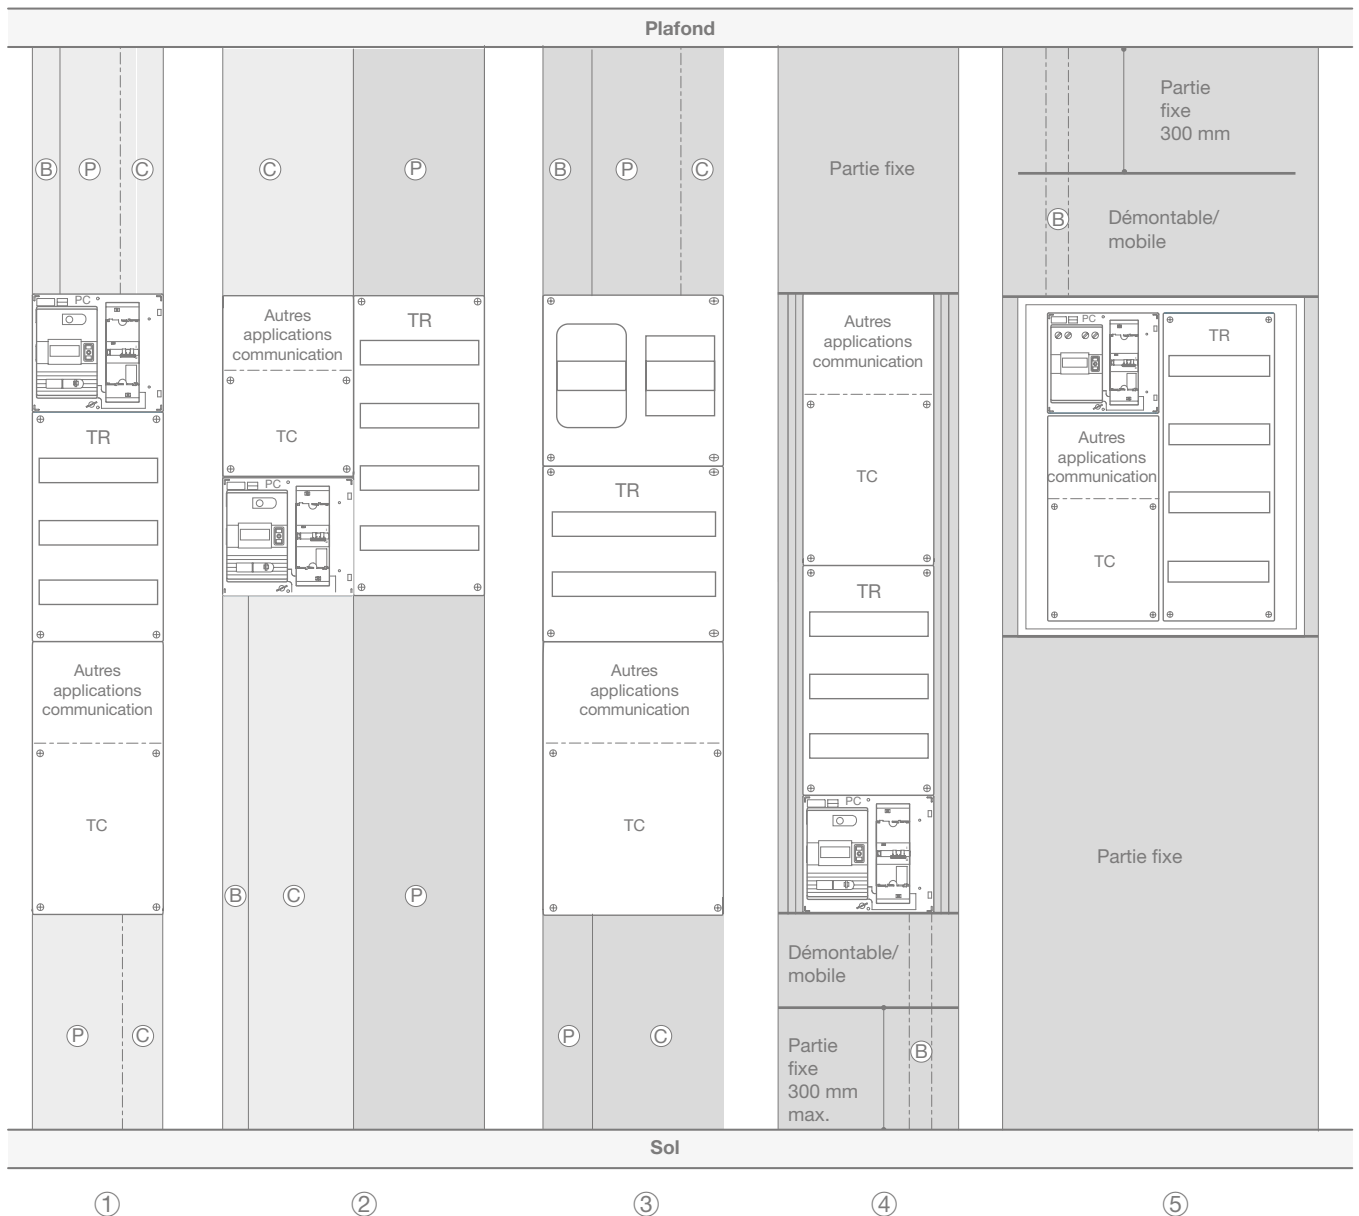 Plafond
B
P
C
PC
TR
Autres
applications
communication
TC
P
C
C
P
Autres
applications
communication
TC
PC
TR
B
C
P
B
P
C
TR
Autres
applications
communication
TC
P
C
Partie fixe
Autres
applications
communication
TC
TR
PC
Démontable/
mobile
Partie
fixe
300 mm
max.
B
Partie
fixe
300 mm
B
Démontable/
mobile
PC
TR
Autres
applications
communication
TC
Partie fixe
Sol
1
2
3
4
5